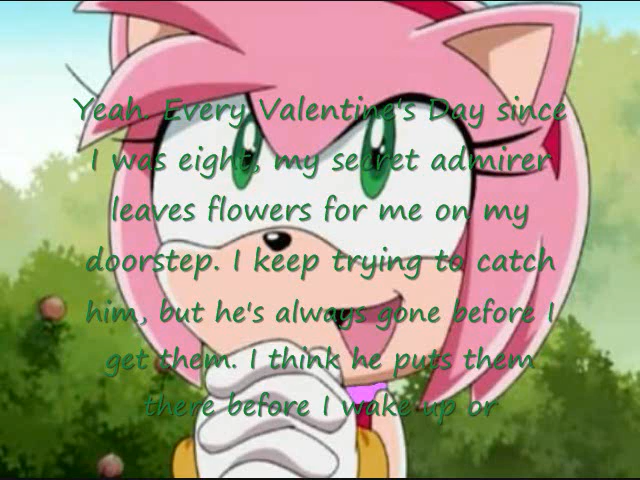 Yeah. Every Valentine's Day since
I was eight, my secret admirer
leaves flowers for me on my
doorstep. I keep trying to catch
him, but he's always gone before I
get them. I think he puts them
there before I wake up or